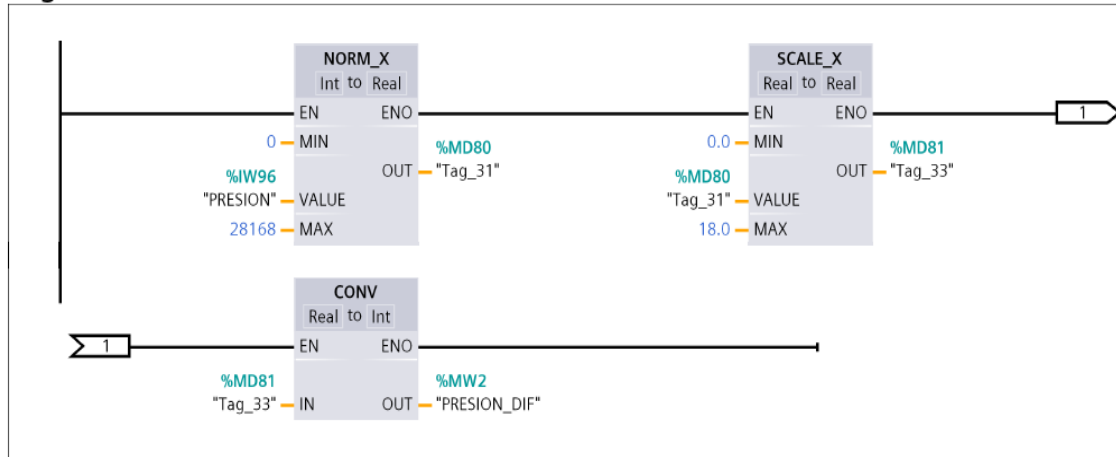 NORM_X
Int to Real
EN ENO
0 MIN
%MD80
OUT "Tag_31"
%IW96
"PRESION" VALUE
28168 MAX
SCALE_X
Real to Real
EN ENO
1
0.0 MIN
%MD81
OUT "Tag_33"
%MD80
"Tag_31" VALUE
18.0 MAX
CONV
Real to Int
1
EN ENO
%MD81
"Tag_33" IN
%MW2
OUT "PRESION_DIF"